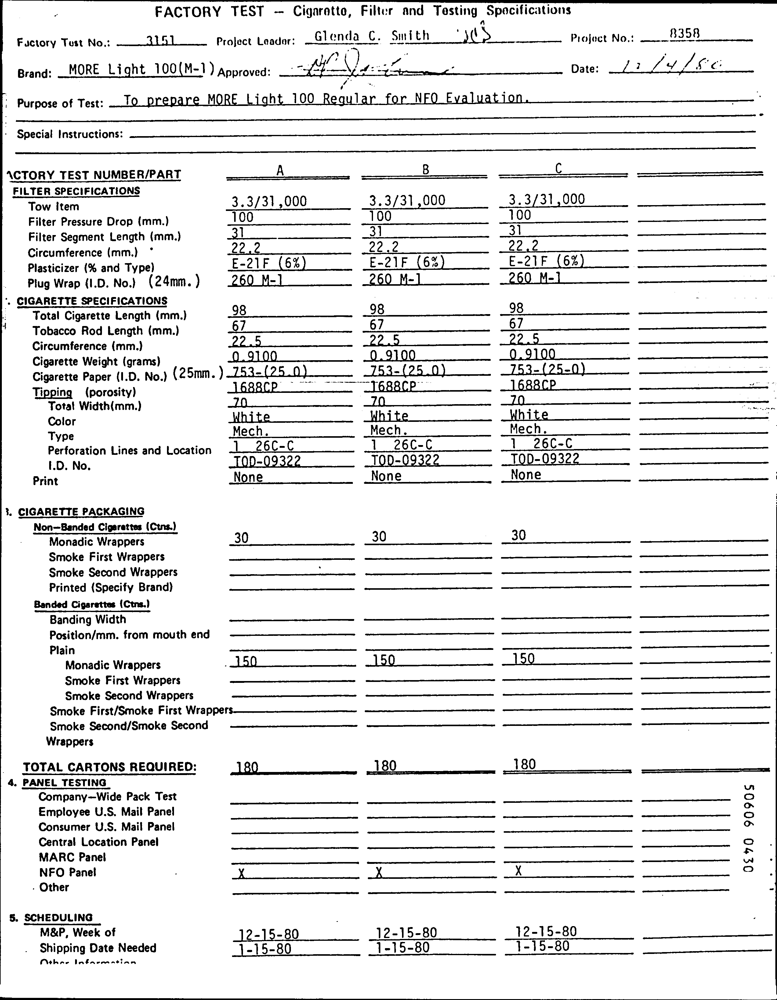 FACTORY TEST -- Cigarette, Filter and Testing Specifications
Factory Test No.: 3151 Project Leader: Glenda C. Smith Project No.: 8358
Brand: MORE Light 100(M-1) Approved: Date: 12/4/80
Purpose of Test: To prepare MORE Light 100 Regular for NFO Evaluation.
Special Instructions:
ACTORY TEST NUMBER/PART A B C
FILTER SPECIFICATIONS
Tow Item 3.3/31,000 3.3/31,000 3.3/31,000
Filter Pressure Drop (mm.) 100 100 100
Filter Segment Length (mm.) 31 31 31
Circumference (mm.) 22.2 22.2 22.2
Plasticizer (% and Type) E-21F (6%) E-21F (6%) E-21F (6%)
Plug Wrap (I.D. No.) (24mm.) 260 M-1 260 M-1 260 M-1
CIGARETTE SPECIFICATIONS
Total Cigarette Length (mm.) 98 98 98
Tobacco Rod Length (mm.) 67 67 67
Circumference (mm.) 22.5 22.5 22.5
Cigarette Weight (grams) 0.9100 0.9100 0.9100
Cigarette Paper (I.D. No.) (25mm.) 753-(25.0) 753-(25.0) 753-(25-0)
Tipping (porosity) 1688CP 1688CP 1688CP
Total Width(mm.) 70 70 70
Color White White White
Type Mech. Mech. Mech.
Perforation Lines and Location 1 26C-C 1 26C-C 1 26C-C
I.D. No. TOD-09322 TOD-09322 TOD-09322
Print None None None
CIGARETTE PACKAGING
Non-Banded Cigarettes (Ctns.)
Monadic Wrappers 30 30 30
Smoke First Wrappers
Smoke Second Wrappers
Printed (Specify Brand)
Banded Cigarettes (Ctns.)
Banding Width
Position/mm. from mouth end
Plain
Monadic Wrappers 150 150 150
Smoke First Wrappers
Smoke Second Wrappers
Smoke First/Smoke First Wrappers
Smoke Second/Smoke Second
Wrappers
TOTAL CARTONS REQUIRED: 180 180 180
4. PANEL TESTING
Company-Wide Pack Test
Employee U.S. Mail Panel
Consumer U.S. Mail Panel
Central Location Panel
MARC Panel
NFO Panel X X X
Other
5. SCHEDULING
M&P, Week of 12-15-80 12-15-80 12-15-80
Shipping Date Needed 1-15-80 1-15-80 1-15-80
Other Information
50606 0430